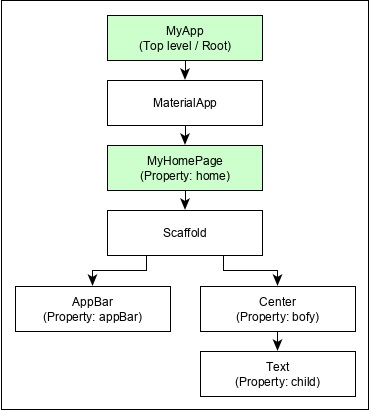 MyApp
(Top level / Root)
MaterialApp
MyHomePage
(Property: home)
Scaffold
AppBar
(Property: appBar)
Center
(Property: bofy)
Text
(Property: child)